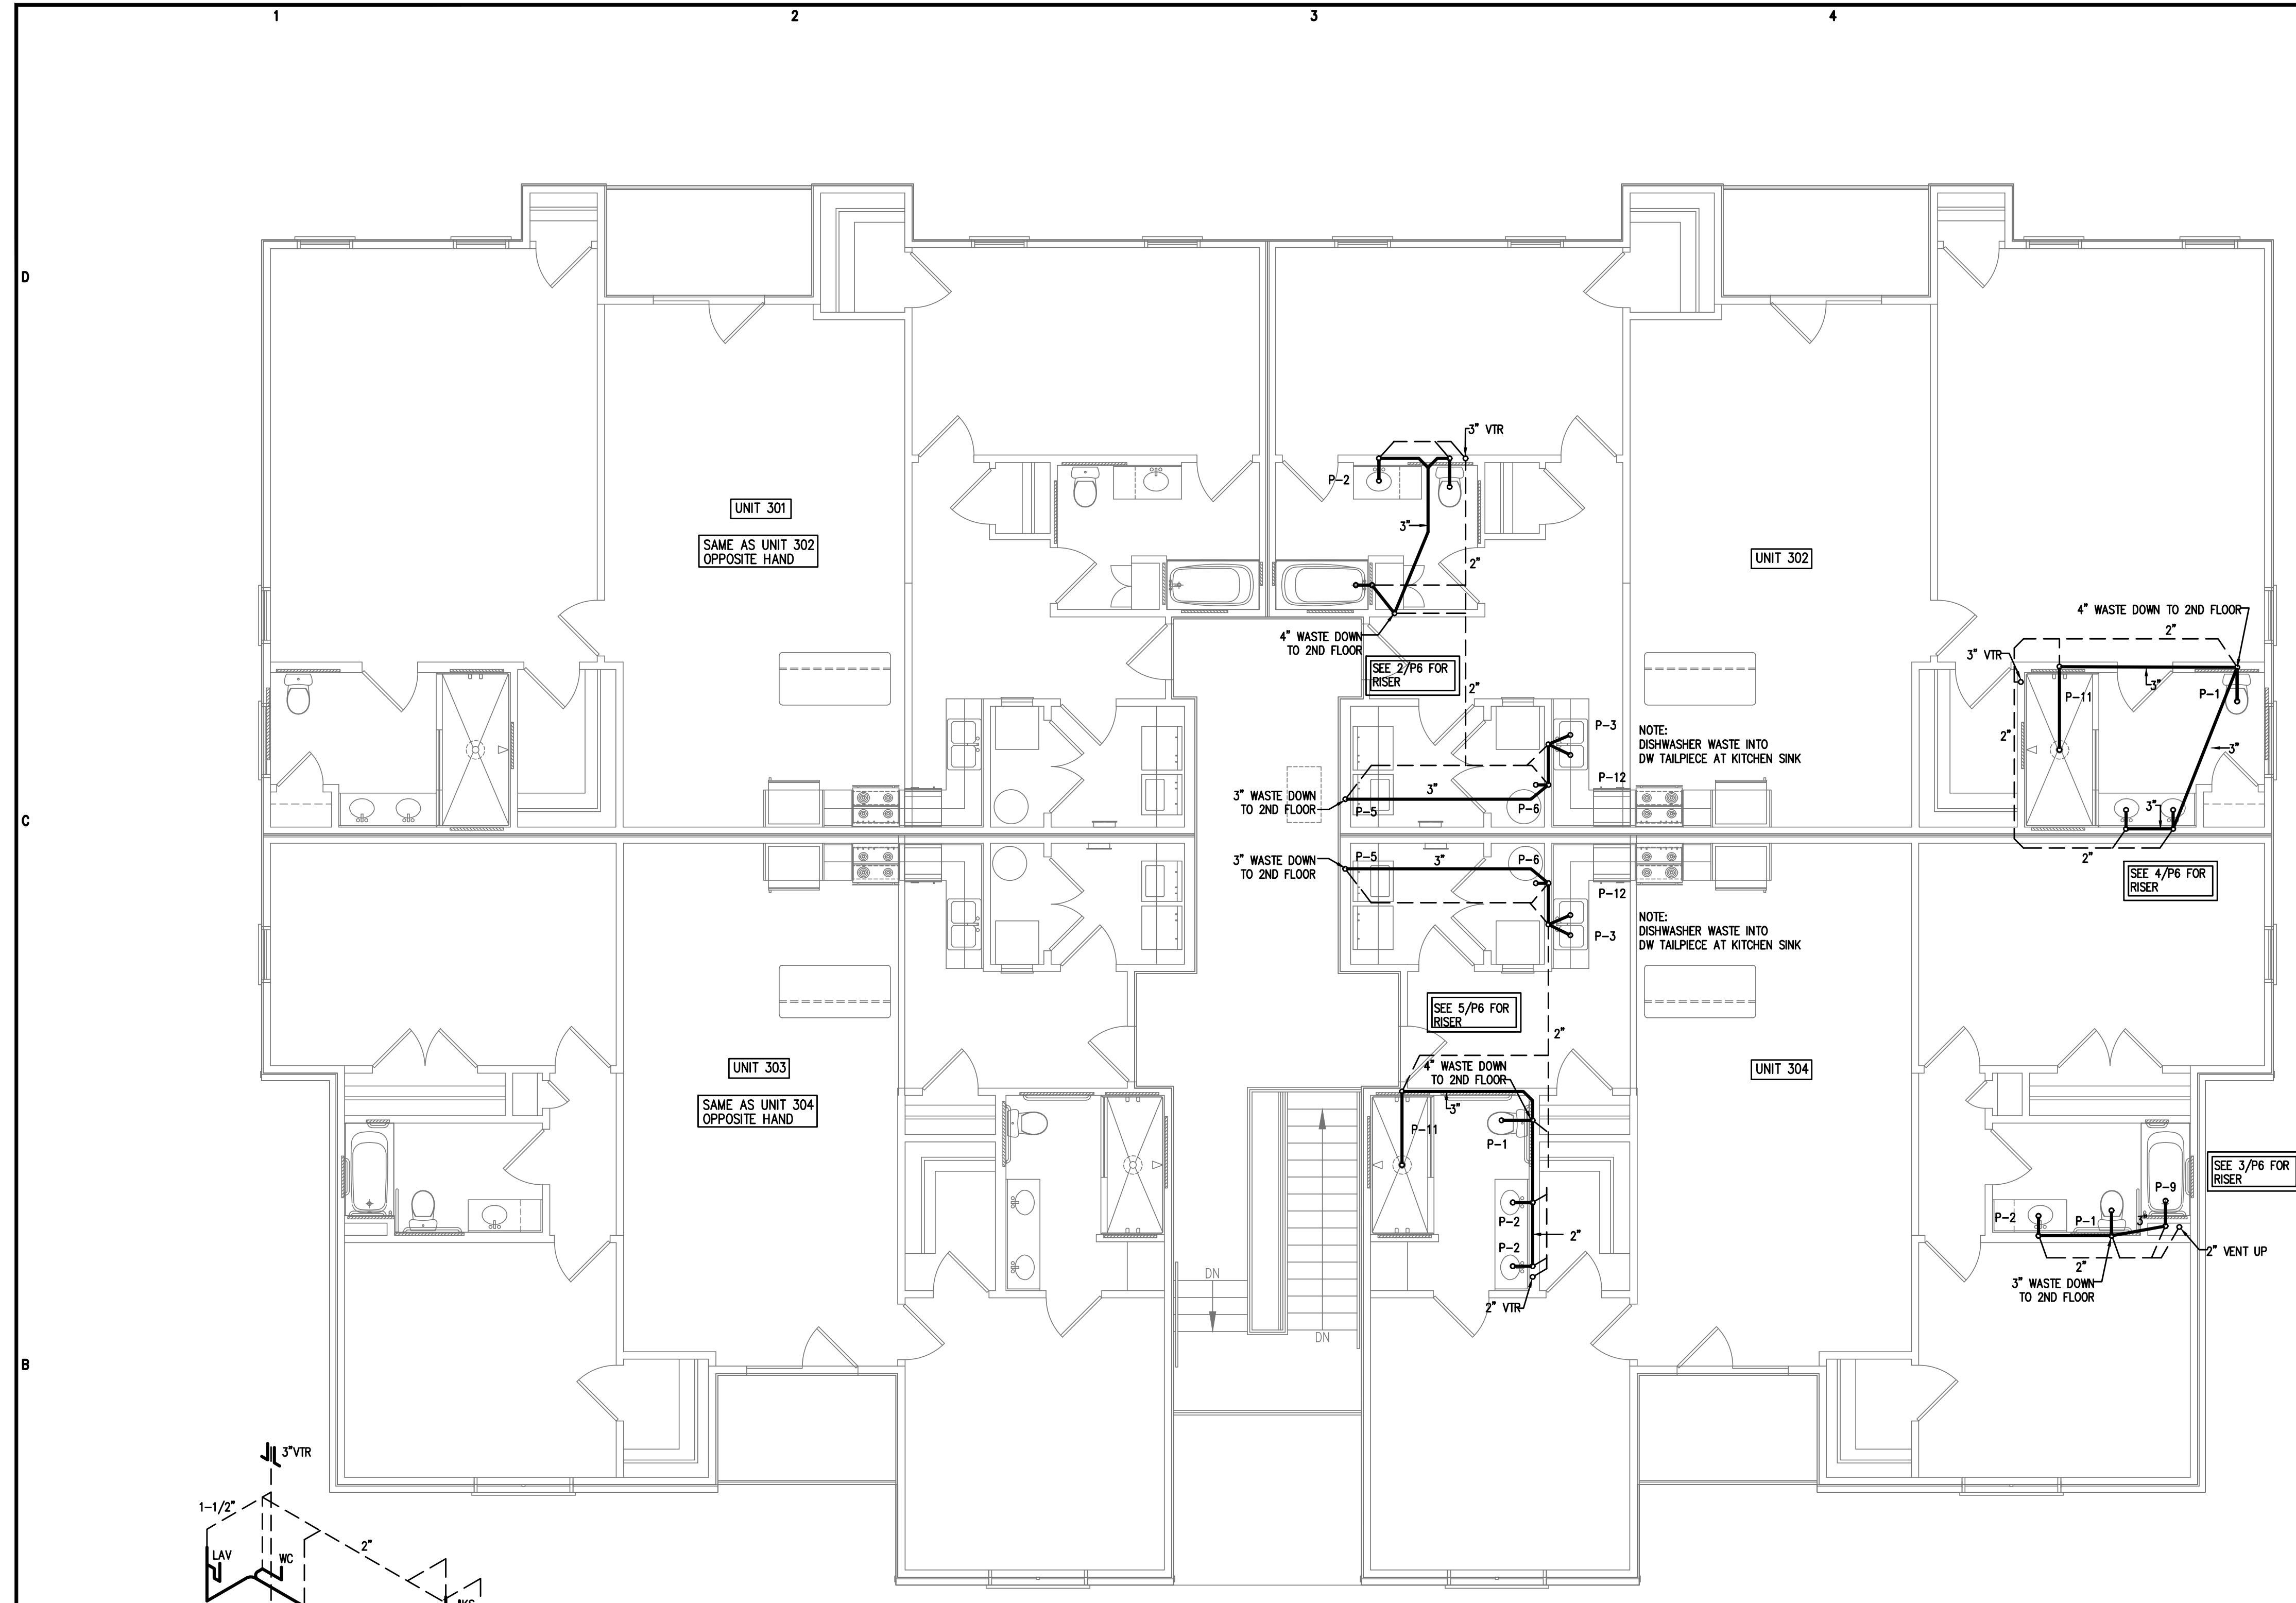 1
2
3
4
D
C
B
UNIT 301
SAME AS UNIT 302
OPPOSITE HAND
3" VTR
P-2
3"
2"
4" WASTE DOWN
TO 2ND FLOOR
SEE 2/P6 FOR
RISER
2"
UNIT 302
4" WASTE DOWN TO 2ND FLOOR
2"
3" VTR
P-11
3"
P-1
2"
3"
3"
2"
SEE 4/P6 FOR
RISER
P-3
NOTE:
DISHWASHER WASTE INTO
DW TAILPIECE AT KITCHEN SINK
P-12
3" WASTE DOWN
TO 2ND FLOOR
3"
P-5
P-6
3" WASTE DOWN
TO 2ND FLOOR
P-5
3"
P-6
P-12
P-3
NOTE:
DISHWASHER WASTE INTO
DW TAILPIECE AT KITCHEN SINK
SEE 5/P6 FOR
RISER
2"
UNIT 303
SAME AS UNIT 304
OPPOSITE HAND
UNIT 304
4" WASTE DOWN
TO 2ND FLOOR
3"
P-11
P-1
P-2
P-2
2"
2" VTR
DN
DN
SEE 3/P6 FOR
RISER
P-9
P-2
P-1
3"
2" VENT UP
2"
3" WASTE DOWN
TO 2ND FLOOR
3"VTR
1-1/2"
2"
LAV
WC